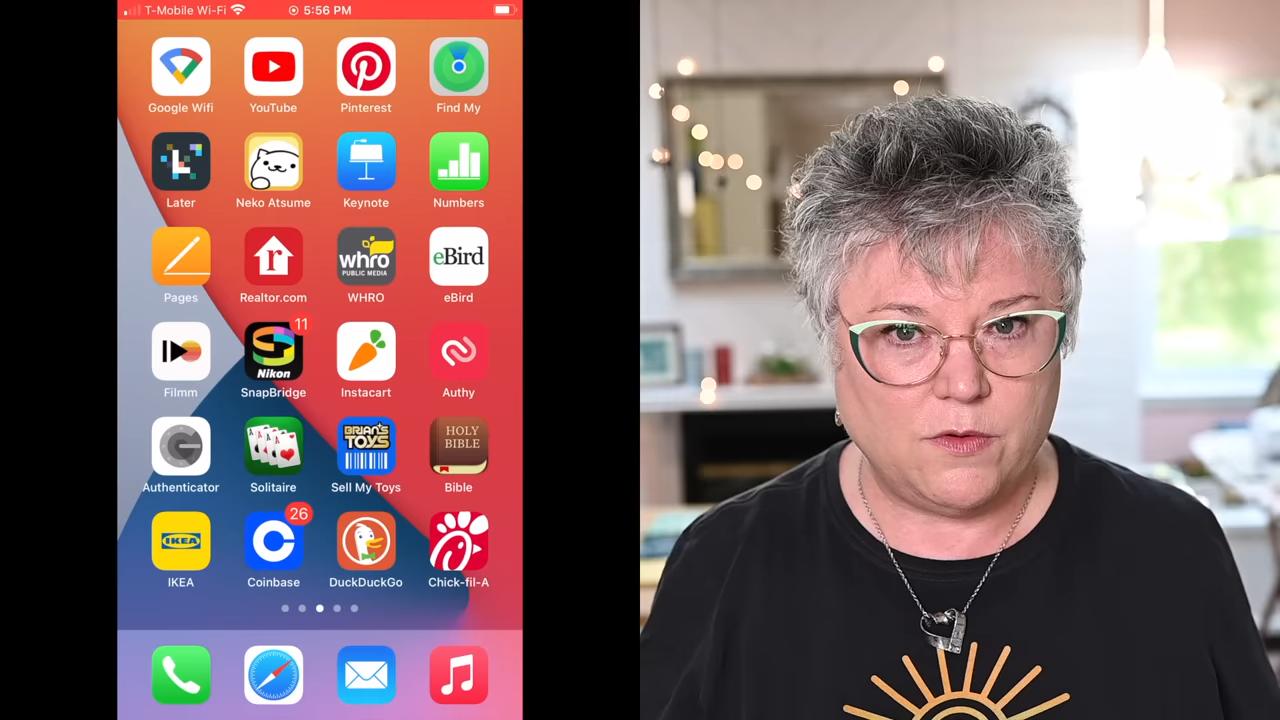 T-Mobile Wi-Fi 5:56 PM
Google Wifi YouTube Pinterest Find My
Later Neko Atsume Keynote Numbers
r whro PUBLIC MEDIA eBird
Pages Realtor.com WHRO eBird
11
Nikon
Filmm SnapBridge Instacart Authy
BRIAN'S TOYS HOLY BIBLE
Authenticator Solitaire Sell My Toys Bible
26
IKEA
IKEA Coinbase DuckDuckGo Chick-fil-A